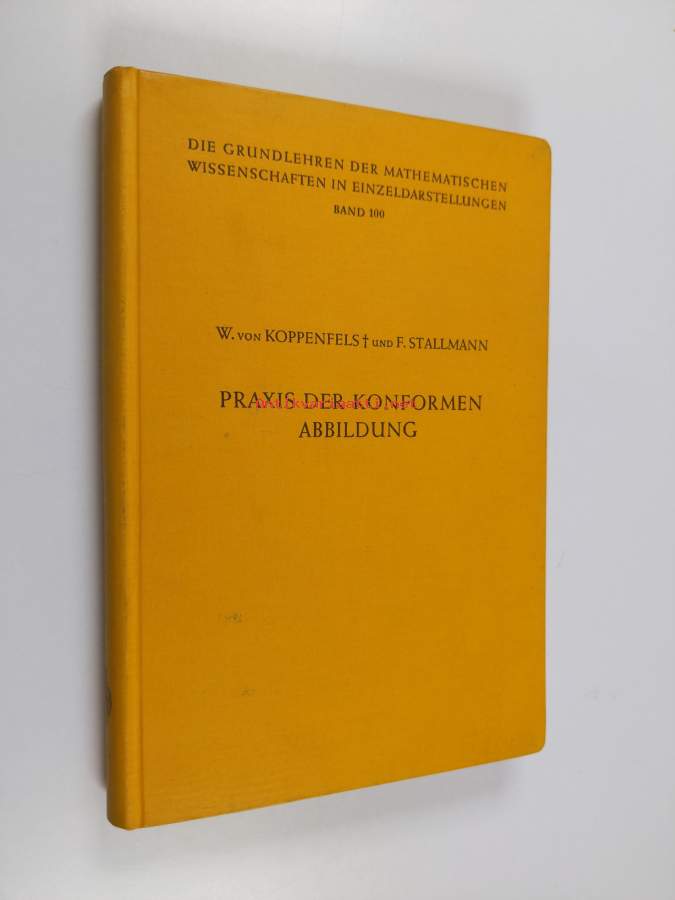 DIE GRUNDLEHREN DER MATHEMATISCHEN
WISSENSCHAFTEN IN EINZELDARSTELLUNGEN
BAND 100
W. VON KOPPENFELS † UND F. STALLMANN
PRAXIS DER KONFORMEN
ABBILDUNG